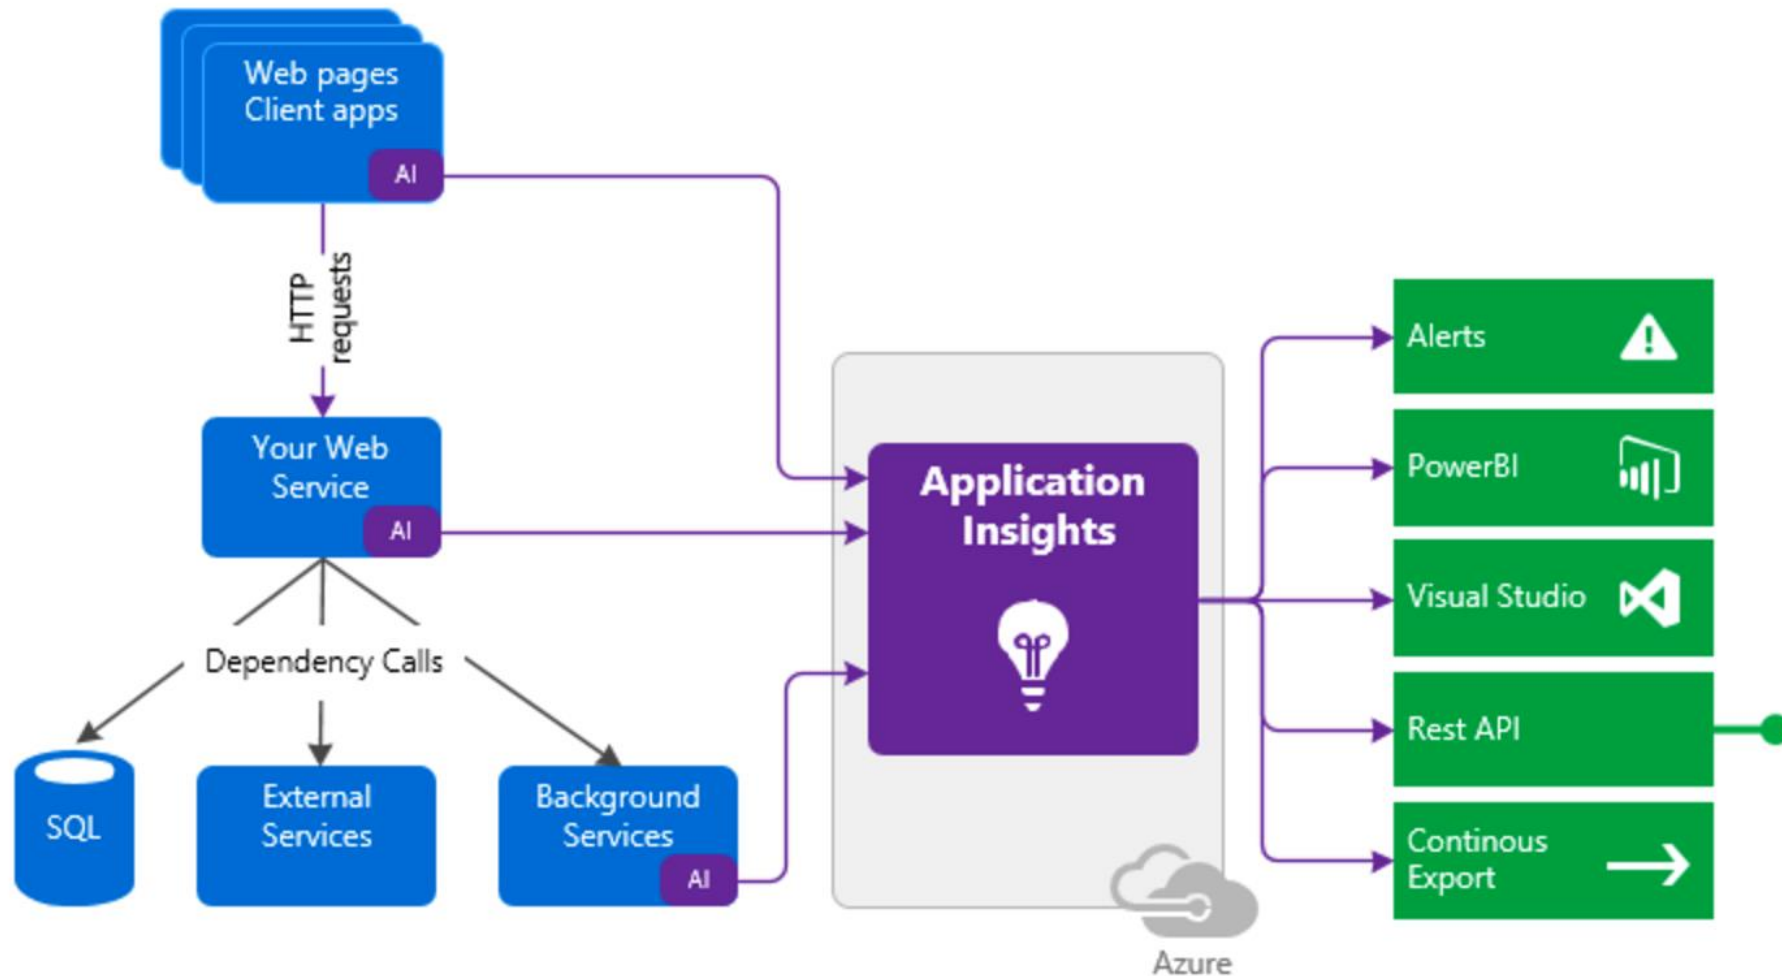 Web pages
Client apps
AI
HTTP
requests
Your Web
Service
AI
Dependency Calls
SQL
External
Services
Background
Services
AI
Application
Insights
Azure
Alerts
PowerBI
Visual Studio
Rest API
Continous
Export